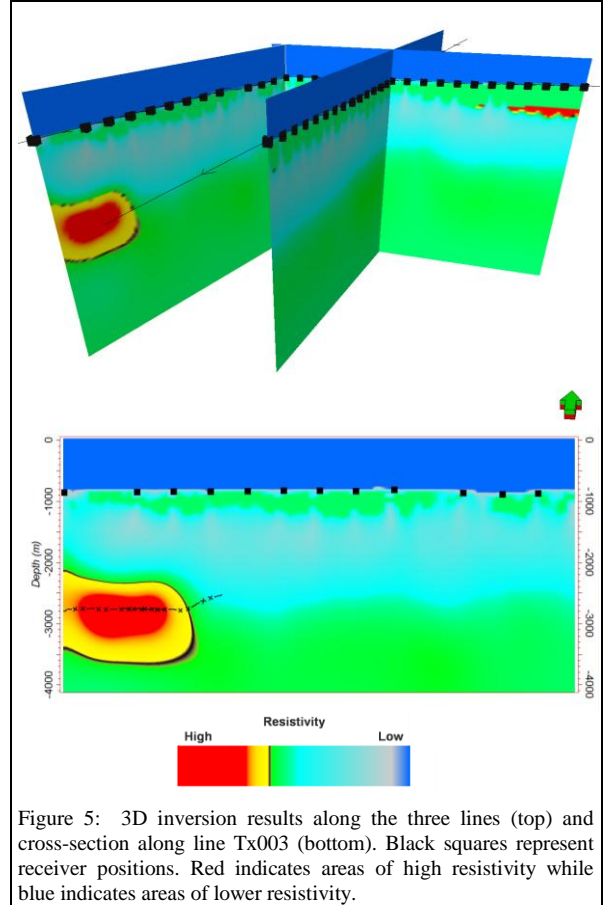 0
-1000
-2000
-3000
-4000
Depth (m)
0
-1000
-2000
-3000
-4000
Resistivity
High
Low
Figure 5: 3D inversion results along the three lines (top) and
cross-section along line Tx003 (bottom). Black squares represent
receiver positions. Red indicates areas of high resistivity while
blue indicates areas of lower resistivity.